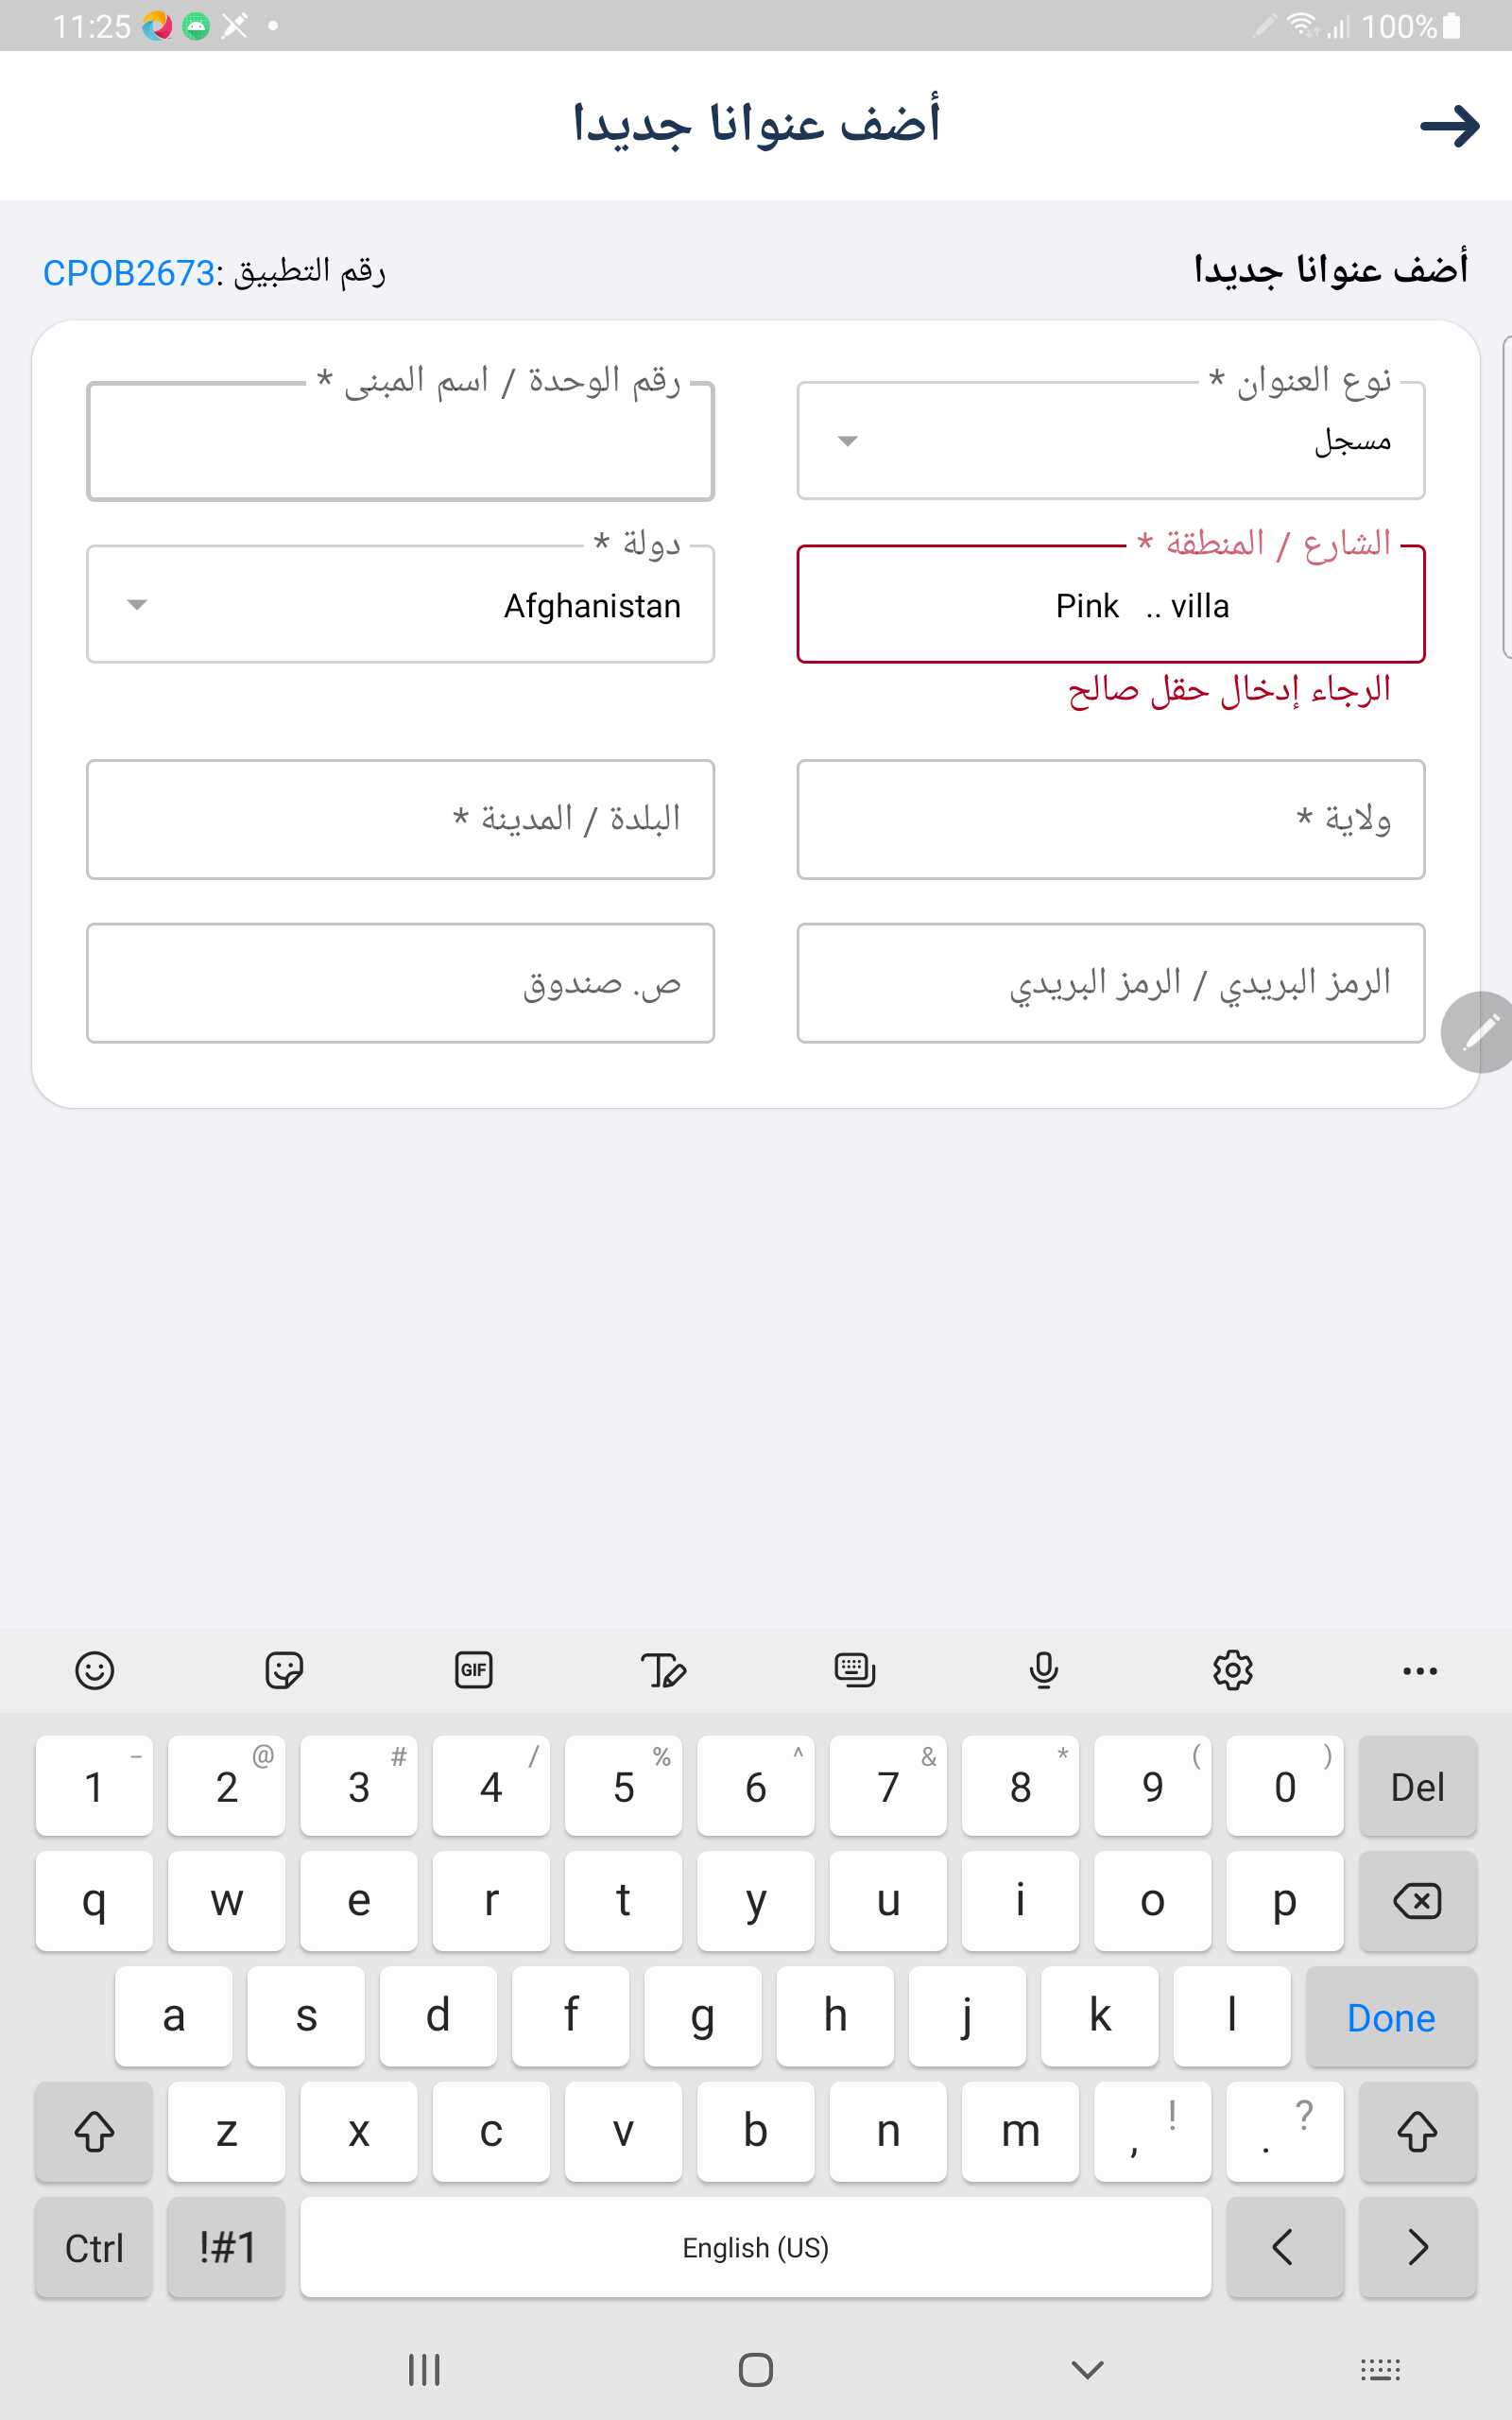 11:25
100%
أضف عنوانا جديدا
أضف عنوانا جديدا
رقم التطبيق :CPOB2673
نوع العنوان *
مسجل
رقم الوحدة / اسم المبنى *
الشارع / المنطقة *
Pink   .. villa
الرجاء إدخال حقل صالح
دولة *
Afghanistan
ولاية *
البلدة / المدينة *
الرمز البريدي / الرمز البريدي
ص. صندوق
GIF
1 – 2 @ 3 # 4 / 5 % 6 ^ 7 & 8 * 9 ( 0 ) Del
q w e r t y u i o p
a s d f g h j k l Done
z x c v b n m , ! . ?
Ctrl !#1 English (US) < >